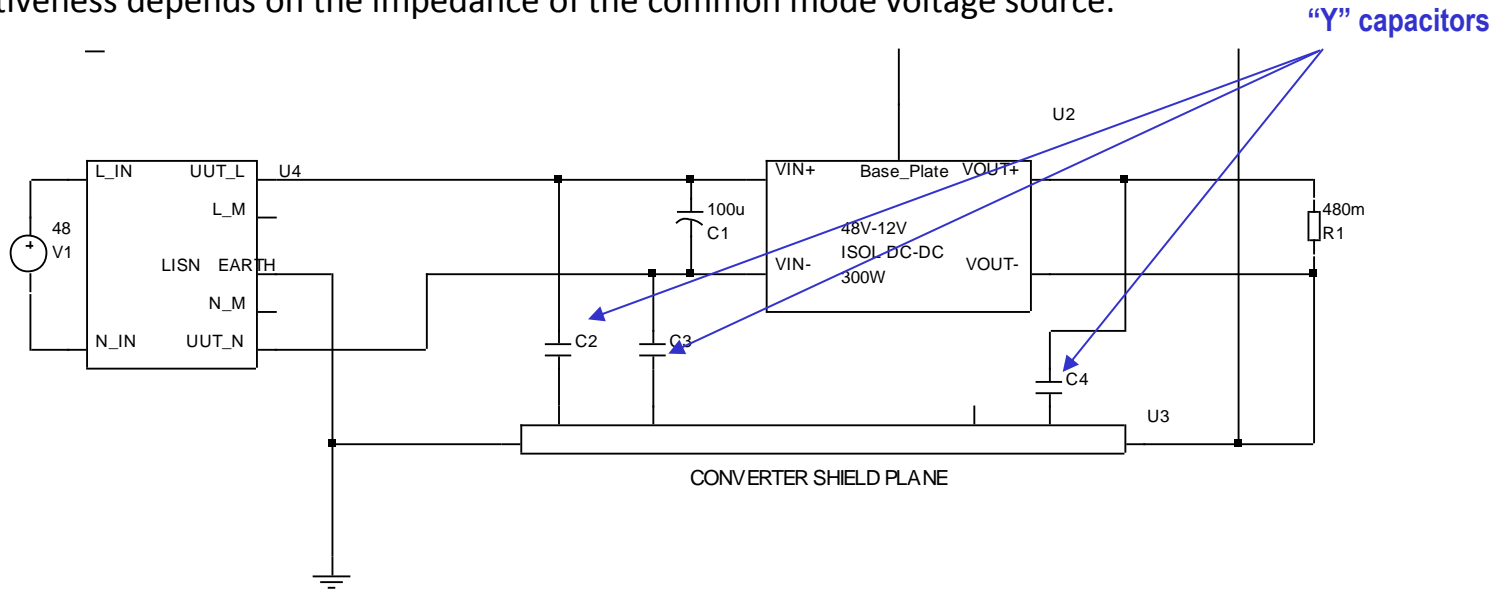 tiveness depends on the impedance of the common mode voltage source.
“Y” capacitors
U2
L_IN
UUT_L
U4
VIN+
Base_Plate
VOUT+
L_M
100u
C1
480m
R1
48
V1
48V-12V
ISOL DC-DC
300W
LISN
EARTH
VIN-
VOUT-
N_M
N_IN
UUT_N
C2
C3
C4
U3
CONVERTER SHIELD PLANE